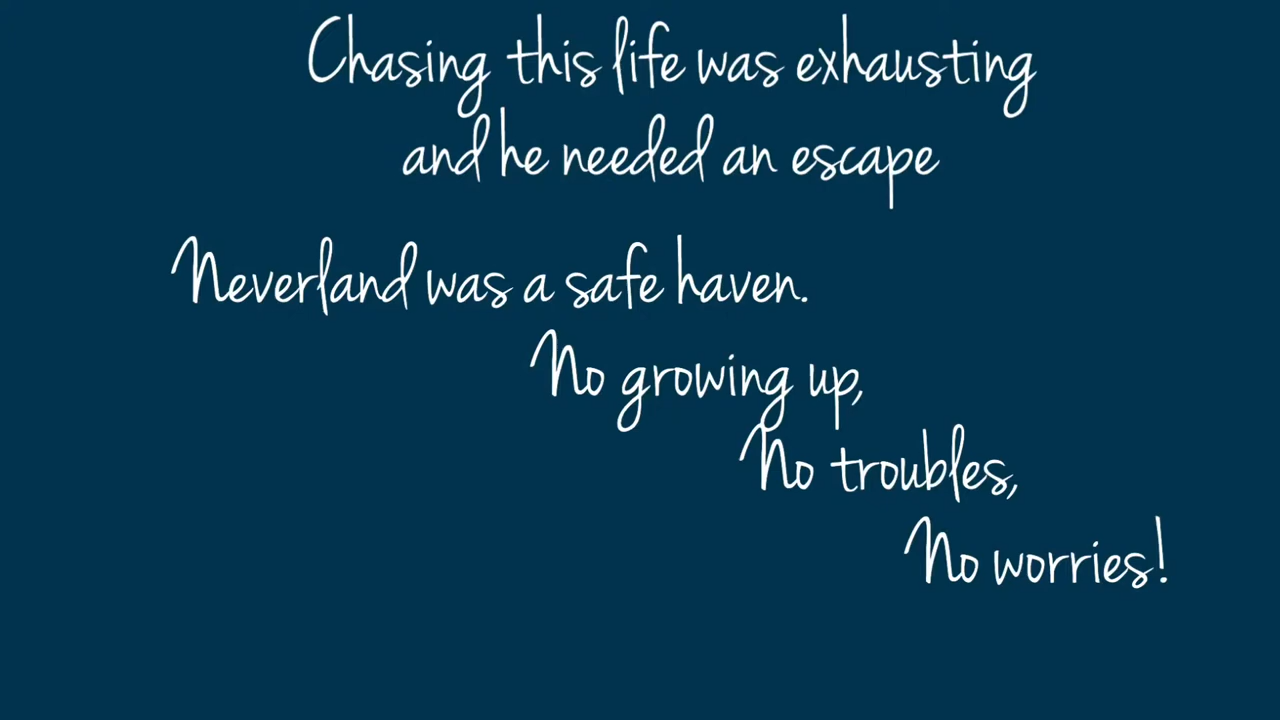 Chasing this life was exhausting
and he needed an escape
Neverland was a safe haven.
No growing up,
No troubles,
No worries!